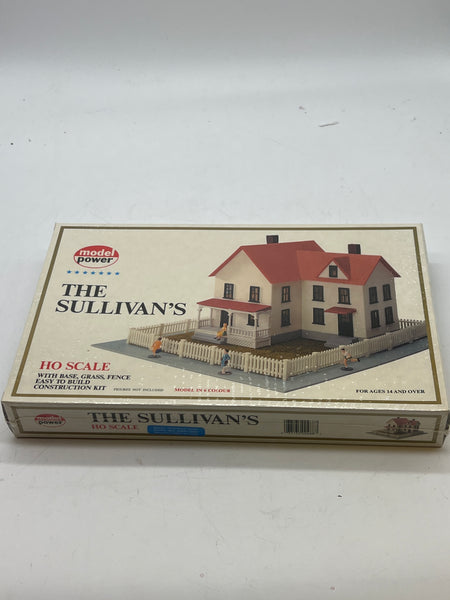 model
power
THE
SULLIVAN'S
HO SCALE
WITH BASE, GRASS, FENCE
EASY TO BUILD
CONSTRUCTION KIT
FIGURES NOT INCLUDED
MODEL IN 6 COLOUR
FOR AGES 14 AND OVER
model
power
THE SULLIVAN'S
HO SCALE